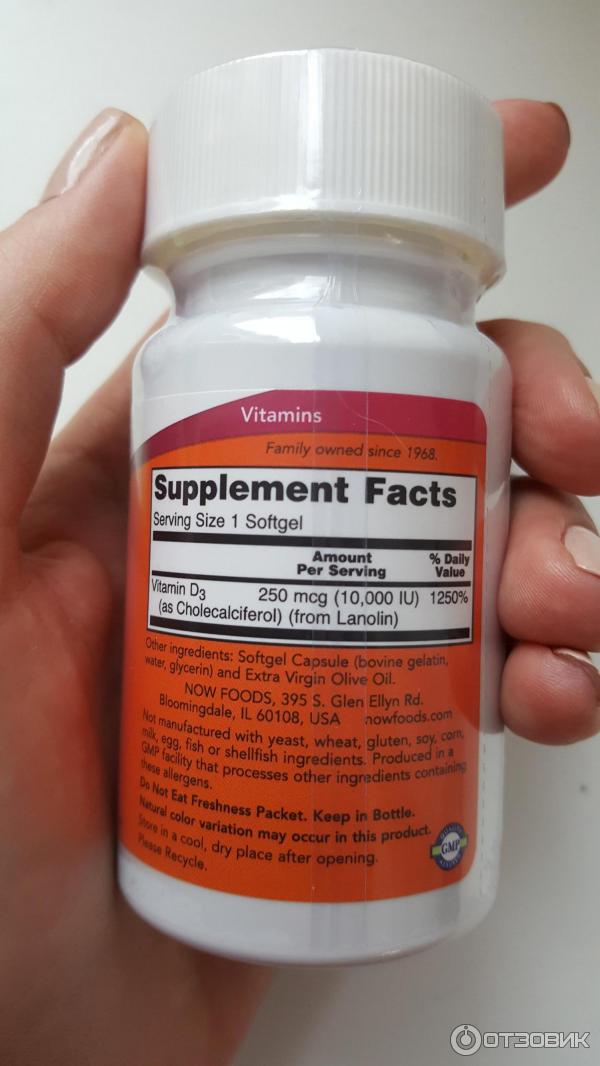 Vitamins
Family owned since 1968.
Supplement Facts
Serving Size 1 Softgel
Amount Per Serving
% Daily Value
Vitamin D3 250 mcg (10,000 IU) 1250%
(as Cholecalciferol) (from Lanolin)
Other ingredients: Softgel Capsule (bovine gelatin,
water, glycerin) and Extra Virgin Olive Oil.
NOW FOODS, 395 S. Glen Ellyn Rd.
Bloomingdale, IL 60108, USA nowfoods.com
Not manufactured with yeast, wheat, gluten, soy, corn,
milk, egg, fish or shellfish ingredients. Produced in a
GMP facility that processes other ingredients containing
these allergens.
Do Not Eat Freshness Packet. Keep in Bottle.
Natural color variation may occur in this product.
Store in a cool, dry place after opening.
Please Recycle.
GMP
ОТЗОВИК